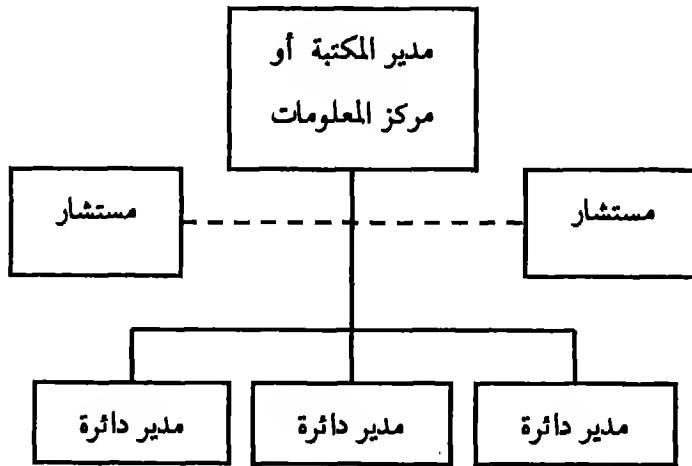 مدير المكتبة أو
مركز المعلومات
مستشار
مستشار
مدير دائرة
مدير دائرة
مدير دائرة